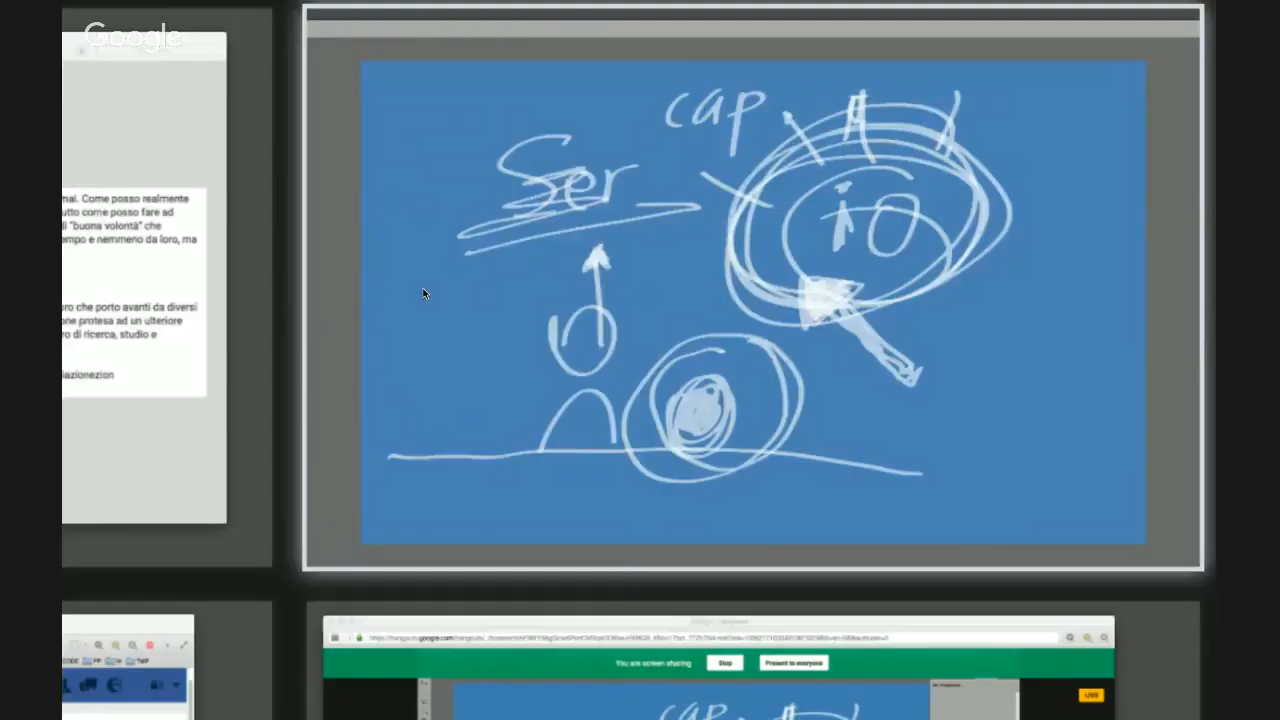 Google
mai. Come posso realmente
utto come posso fare ad
di "buona volontà" che
empo e nemmeno da loro, ma
oro che porto avanti da diversi
one protesa ad un ulteriore
ro di ricerca, studio e
iazionezion
cap
Ser
io
You are screen sharing
Stop
Present to everyone
LIVE
cap